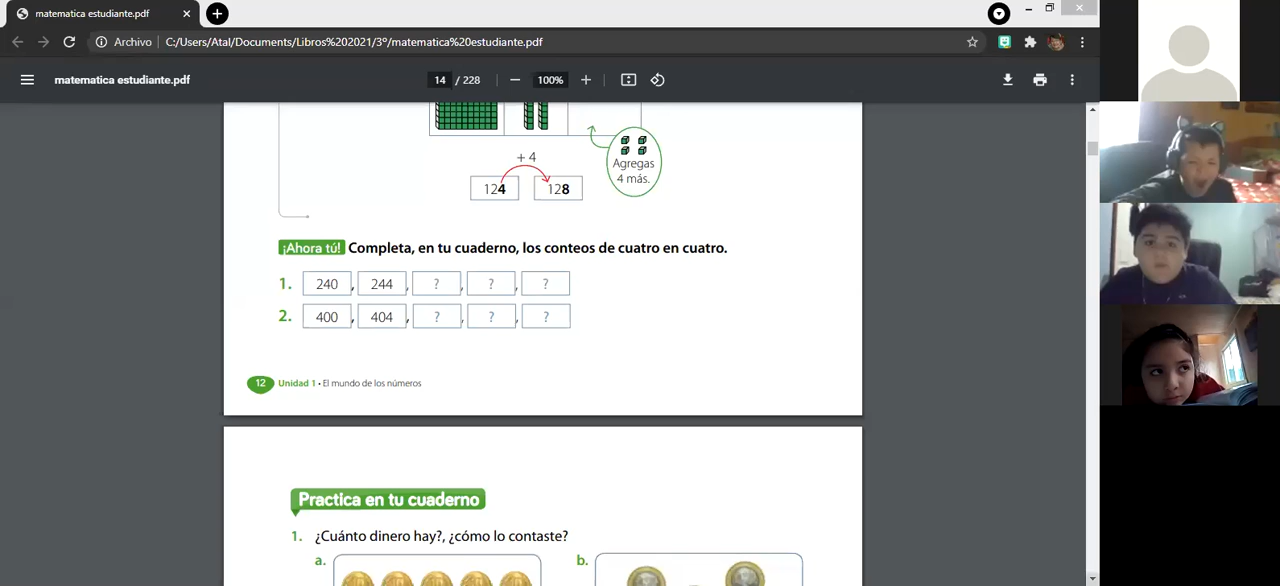 matematica estudiante.pdf
Archivo C:/Users/Atal/Documents/Libros%202021/3º/matematica%20estudiante.pdf
matematica estudiante.pdf 14 / 228 100%
+ 4
124 128
Agregas
4 más.
¡Ahora tú! Completa, en tu cuaderno, los conteos de cuatro en cuatro.
1. 240, 244, ?, ?, ?
2. 400, 404, ?, ?, ?
12 Unidad 1 • El mundo de los números
Practica en tu cuaderno
1. ¿Cuánto dinero hay?, ¿cómo lo contaste?
a. b.